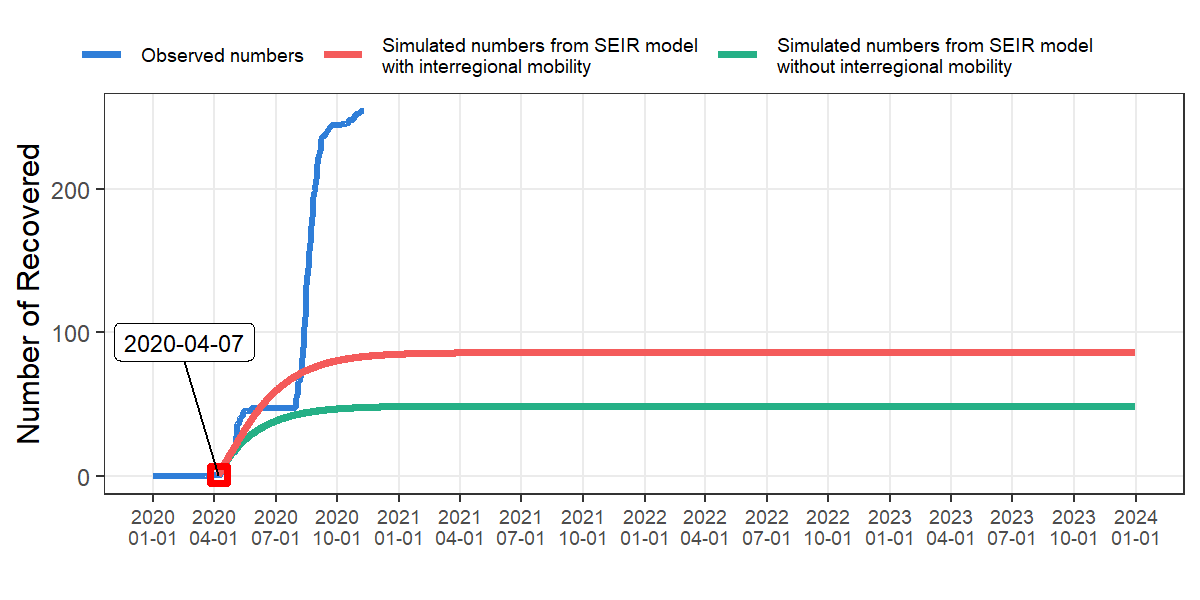 Observed numbers
Simulated numbers from SEIR model
with interregional mobility
Simulated numbers from SEIR model
without interregional mobility
Number of Recovered
200
100
0
2020-04-07
2020 2020 2020 2020 2021 2021 2021 2021 2022 2022 2022 2022 2023 2023 2023 2023 2024
01-01 04-01 07-01 10-01 01-01 04-01 07-01 10-01 01-01 04-01 07-01 10-01 01-01 04-01 07-01 10-01 01-01